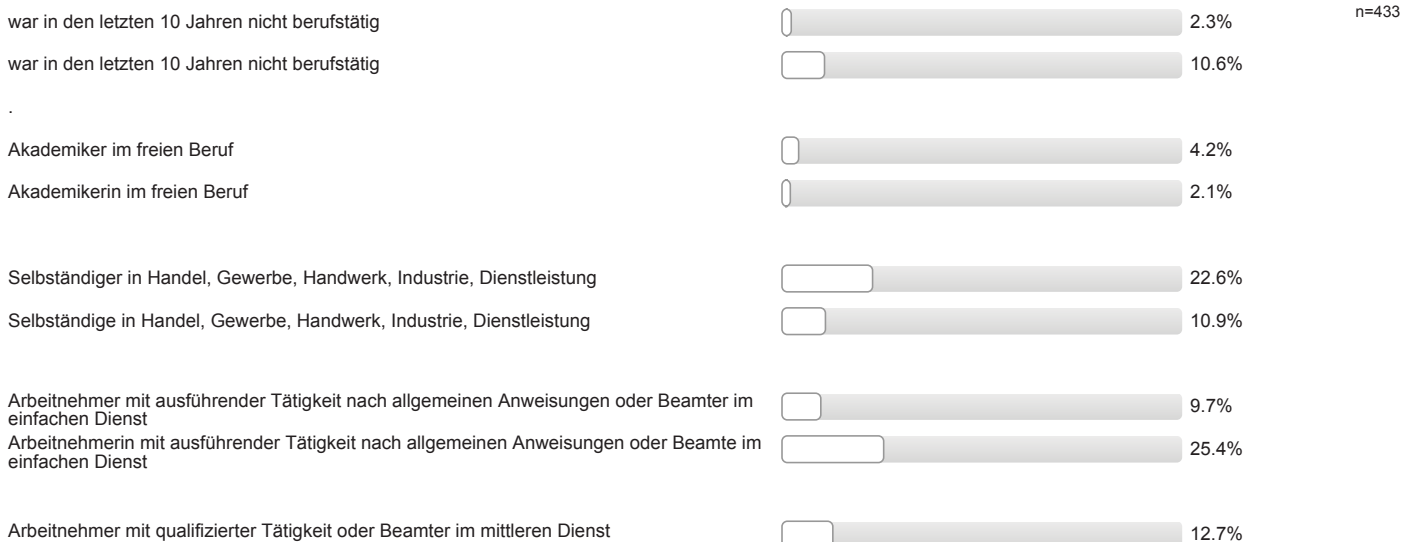 war in den letzten 10 Jahren nicht berufstätig 2.3% n=433
war in den letzten 10 Jahren nicht berufstätig 10.6%
.
Akademiker im freien Beruf 4.2%
Akademikerin im freien Beruf 2.1%
Selbständiger in Handel, Gewerbe, Handwerk, Industrie, Dienstleistung 22.6%
Selbständige in Handel, Gewerbe, Handwerk, Industrie, Dienstleistung 10.9%
Arbeitnehmer mit ausführender Tätigkeit nach allgemeinen Anweisungen oder Beamter im
einfachen Dienst 9.7%
Arbeitnehmerin mit ausführender Tätigkeit nach allgemeinen Anweisungen oder Beamte im
einfachen Dienst 25.4%
Arbeitnehmer mit qualifizierter Tätigkeit oder Beamter im mittleren Dienst 12.7%